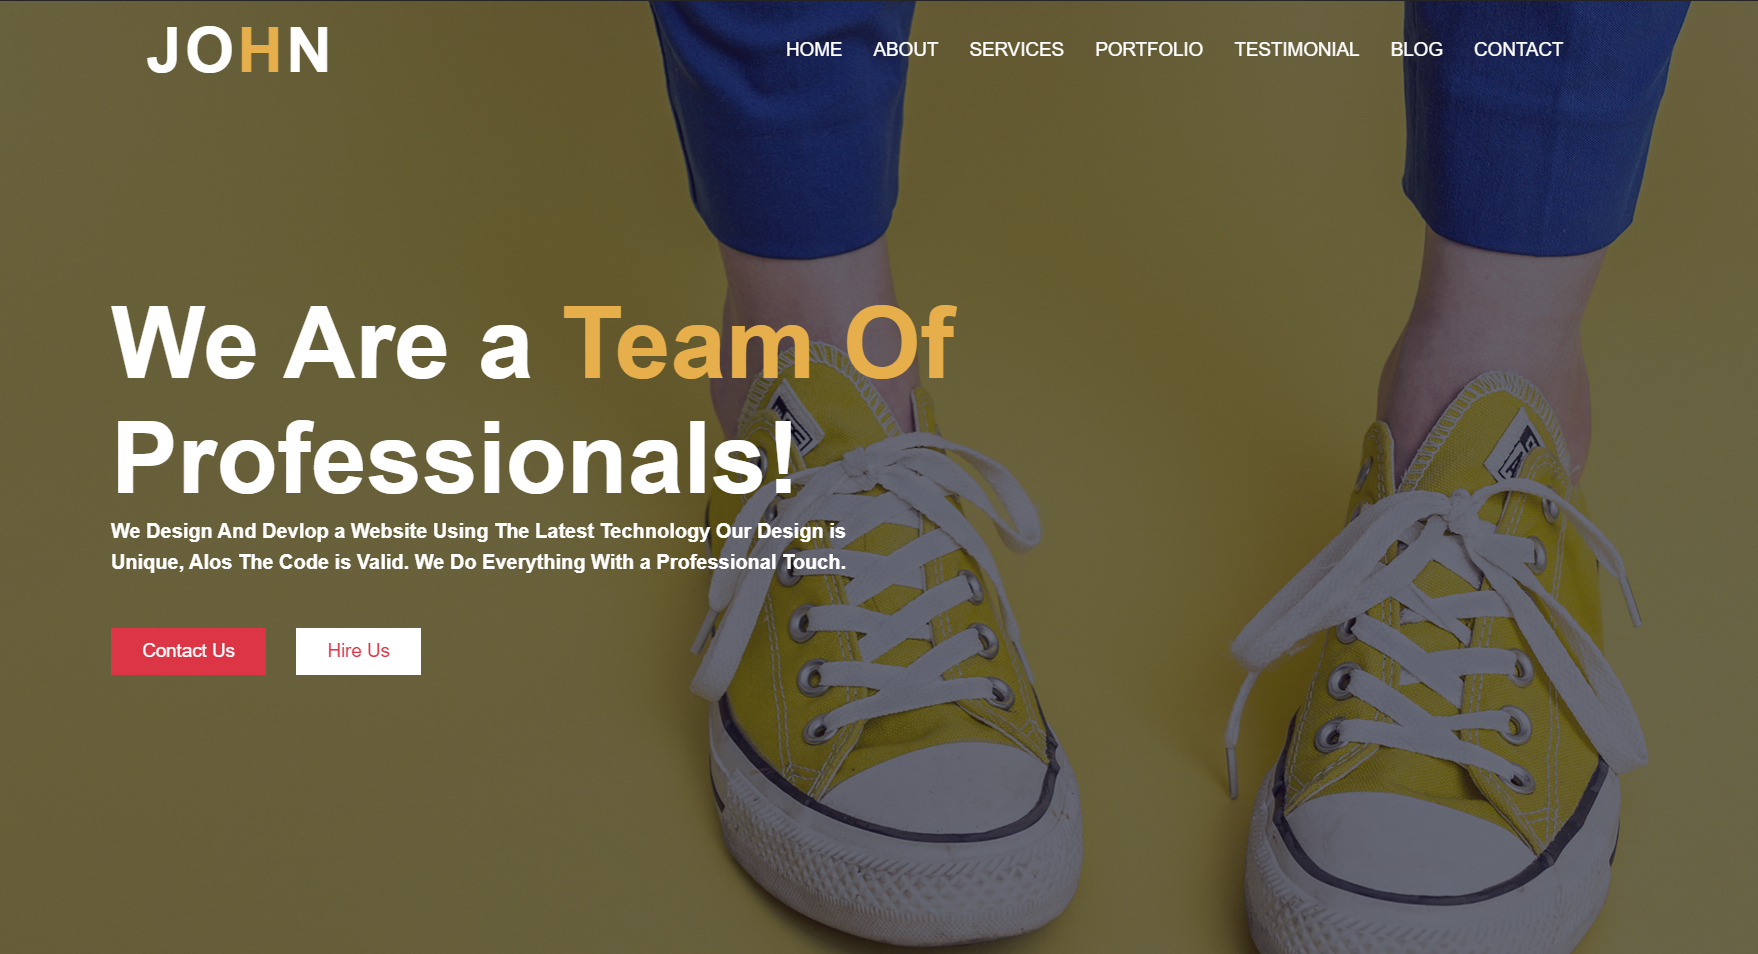 JOHN
HOME ABOUT SERVICES PORTFOLIO TESTIMONIAL BLOG CONTACT
We Are a Team Of
Professionals!
We Design And Devlop a Website Using The Latest Technology Our Design is
Unique, Alos The Code is Valid. We Do Everything With a Professional Touch.
Contact Us Hire Us